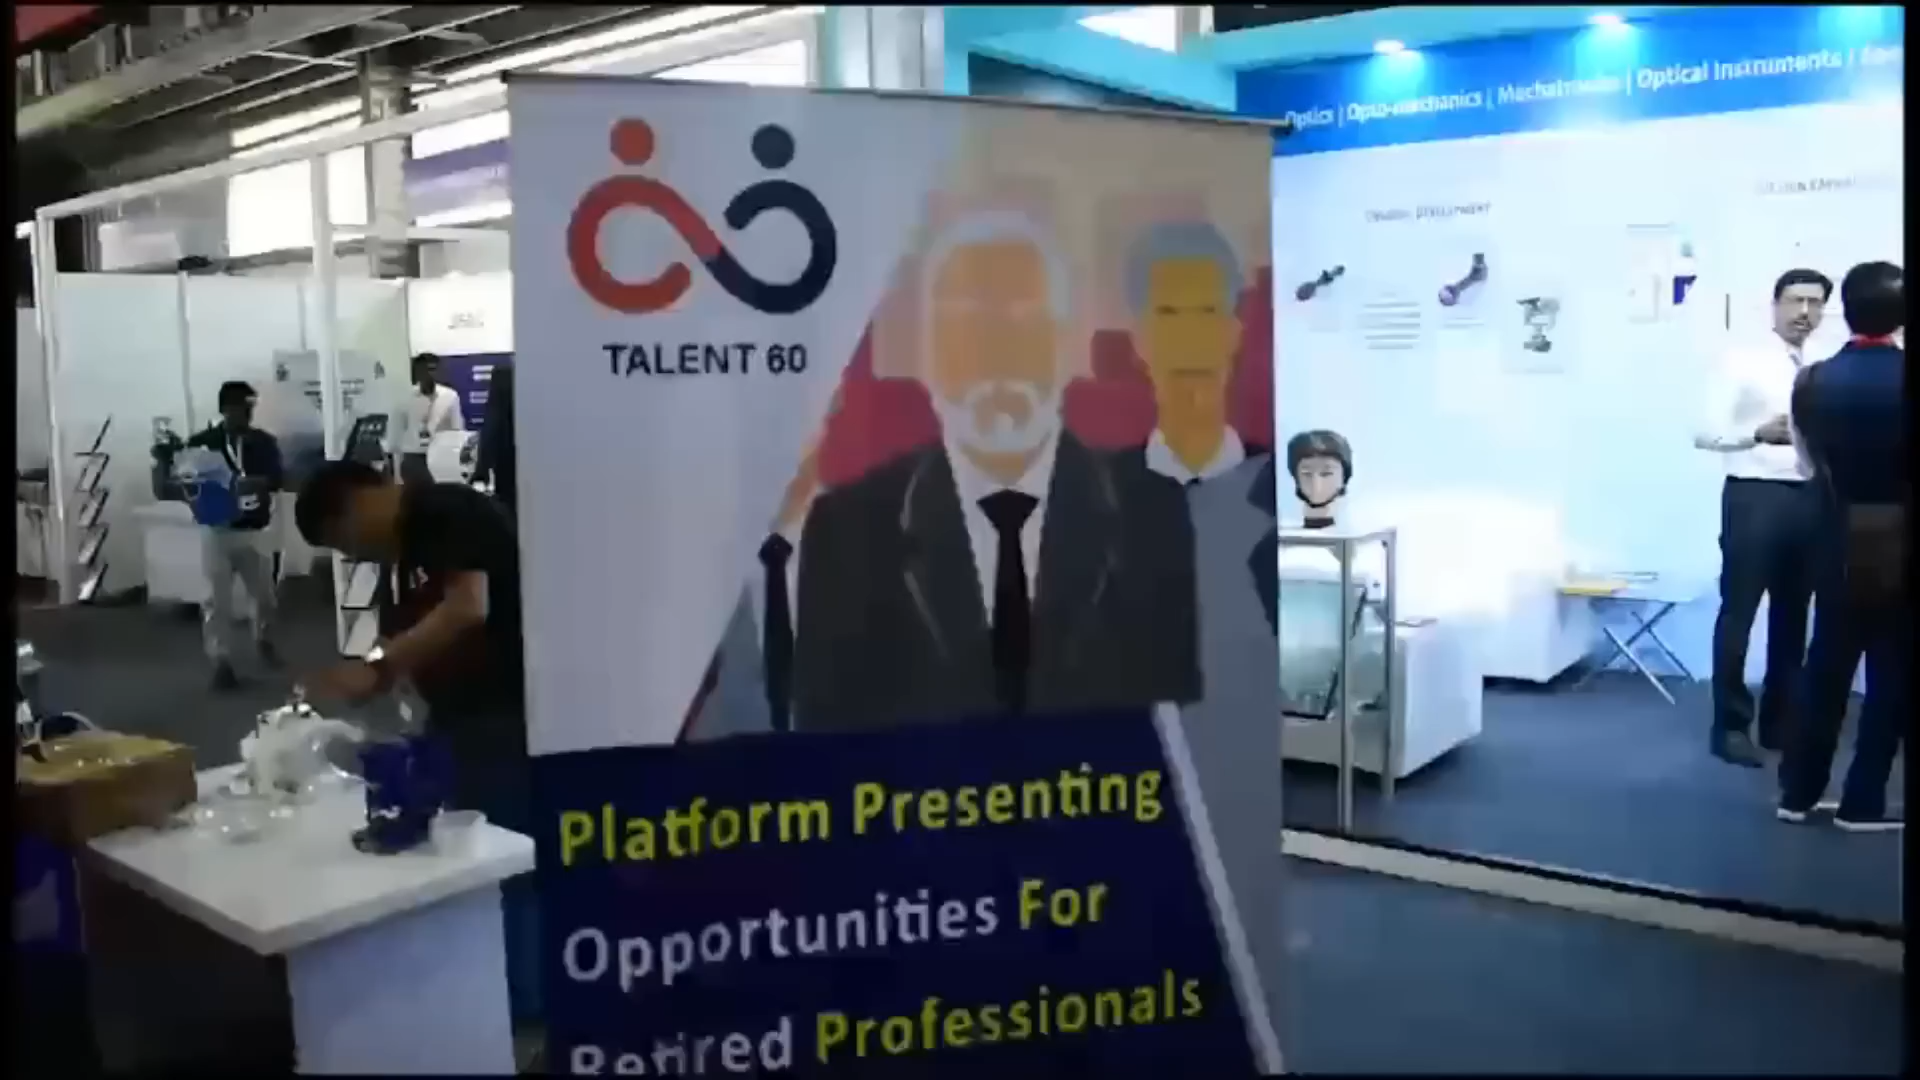 TALENT 60
Platform Presenting
Opportunities For
Retired Professionals
Optics | Opto-mechanics | Mechatronics | Optical Instruments |